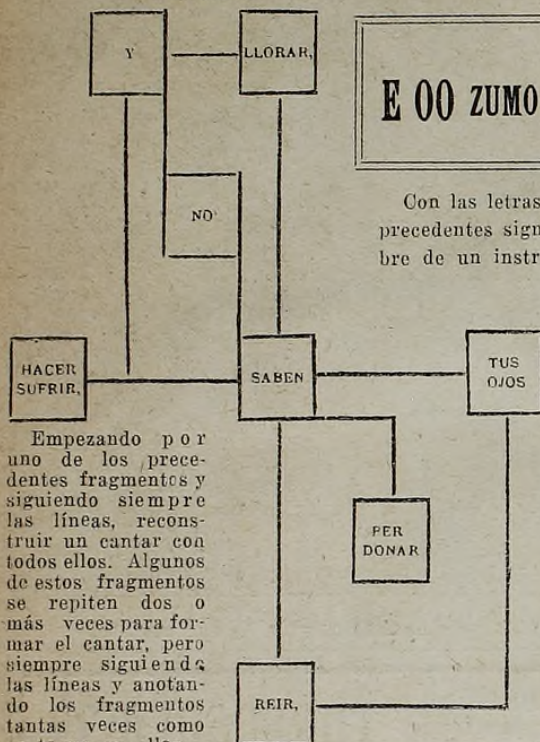 Y
LLORAR,
E OO ZUMO
NO
Con las letras
precedentes sign
bre de un instr
HACER
SUFRIR,
SABEN
TUS
OJOS
Empezando por
uno de los prece-
dentes fragmentos y
siguiendo siempre
las líneas, recons-
truir un cantar con
todos ellos. Algunos
de estos fragmentos
se repiten dos o
más veces para for-
mar el cantar, pero
siempre siguiendo
las líneas y anotan-
do los fragmentos
tantas veces como
PER
DONAR
REIR,